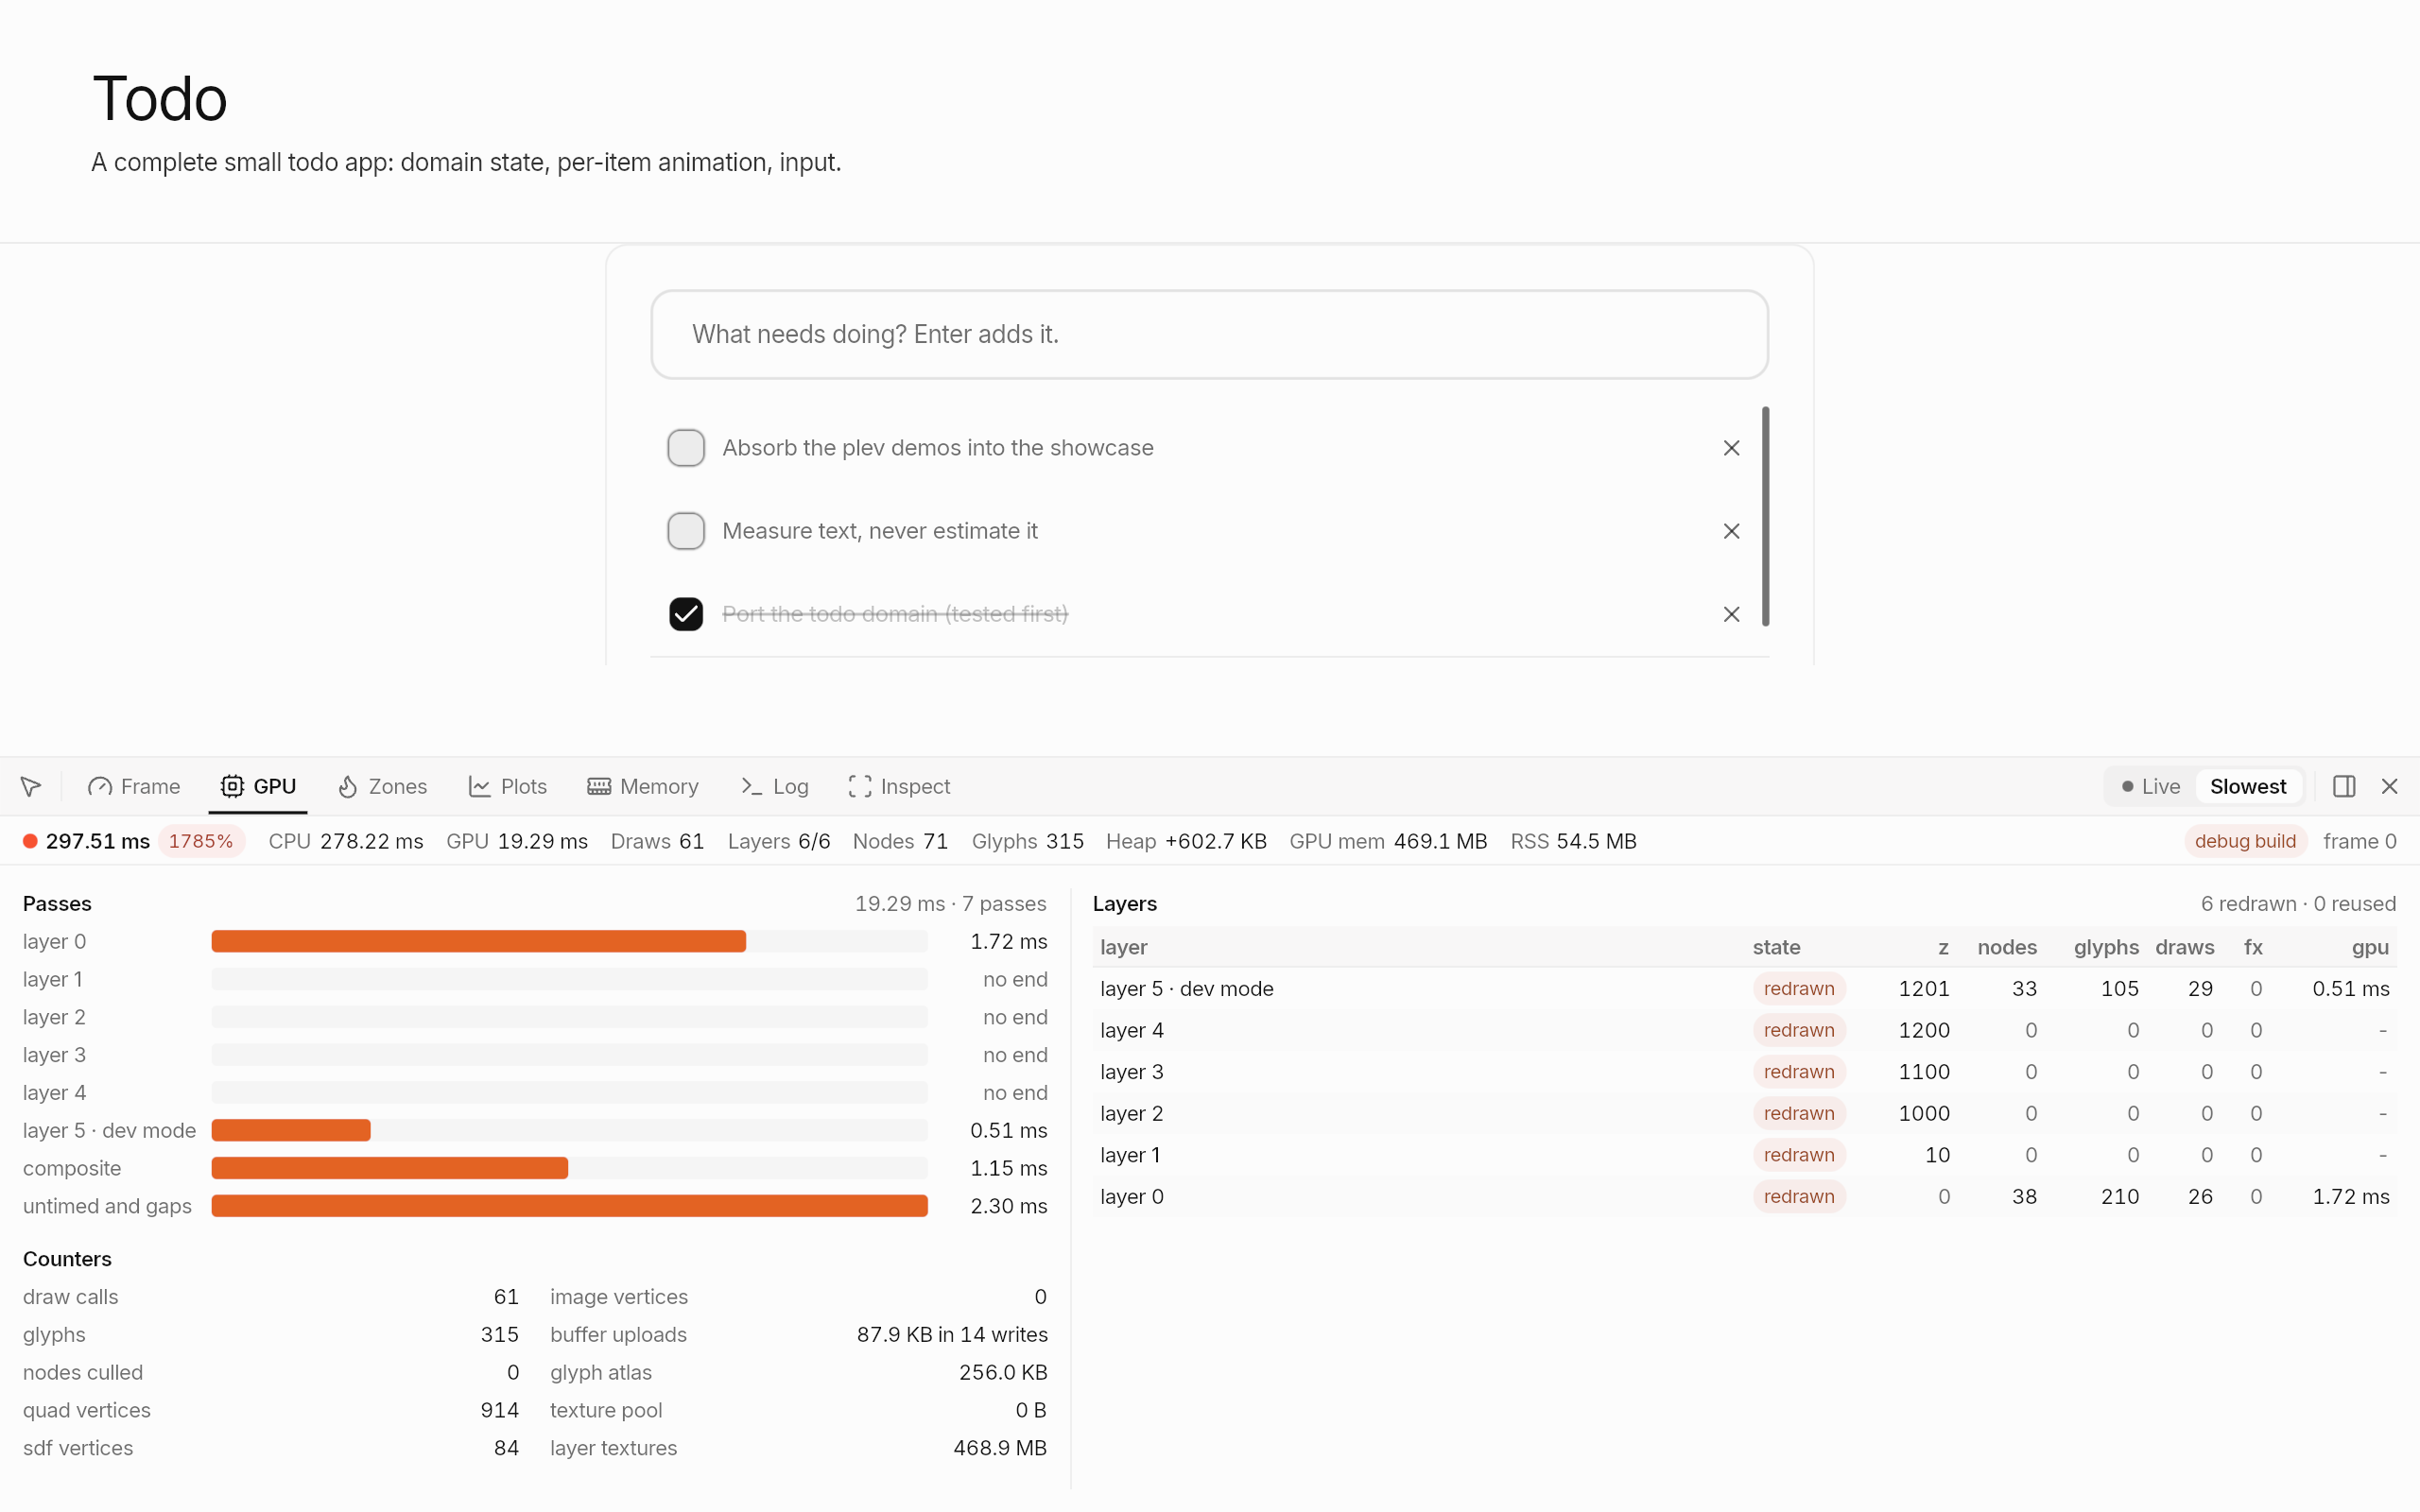 Todo
A complete small todo app: domain state, per-item animation, input.
What needs doing? Enter adds it.
Absorb the plev demos into the showcase
Measure text, never estimate it
Port the todo domain (tested first)
Frame GPU Zones Plots Memory Log Inspect Live Slowest
297.51 ms 1785% CPU 278.22 ms GPU 19.29 ms Draws 61 Layers 6/6 Nodes 71 Glyphs 315 Heap +602.7 KB GPU mem 469.1 MB RSS 54.5 MB debug build frame 0
Passes 19.29 ms · 7 passes
layer 0 1.72 ms
layer 1 no end
layer 2 no end
layer 3 no end
layer 4 no end
layer 5 · dev mode 0.51 ms
composite 1.15 ms
untimed and gaps 2.30 ms
Counters
draw calls 61 image vertices 0
glyphs 315 buffer uploads 87.9 KB in 14 writes
nodes culled 0 glyph atlas 256.0 KB
quad vertices 914 texture pool 0 B
sdf vertices 84 layer textures 468.9 MB
Layers 6 redrawn · 0 reused
layer state z nodes glyphs draws fx gpu
layer 5 · dev mode redrawn 1201 33 105 29 0 0.51 ms
layer 4 redrawn 1200 0 0 0 0 -
layer 3 redrawn 1100 0 0 0 0 -
layer 2 redrawn 1000 0 0 0 0 -
layer 1 redrawn 10 0 0 0 0 -
layer 0 redrawn 0 38 210 26 0 1.72 ms